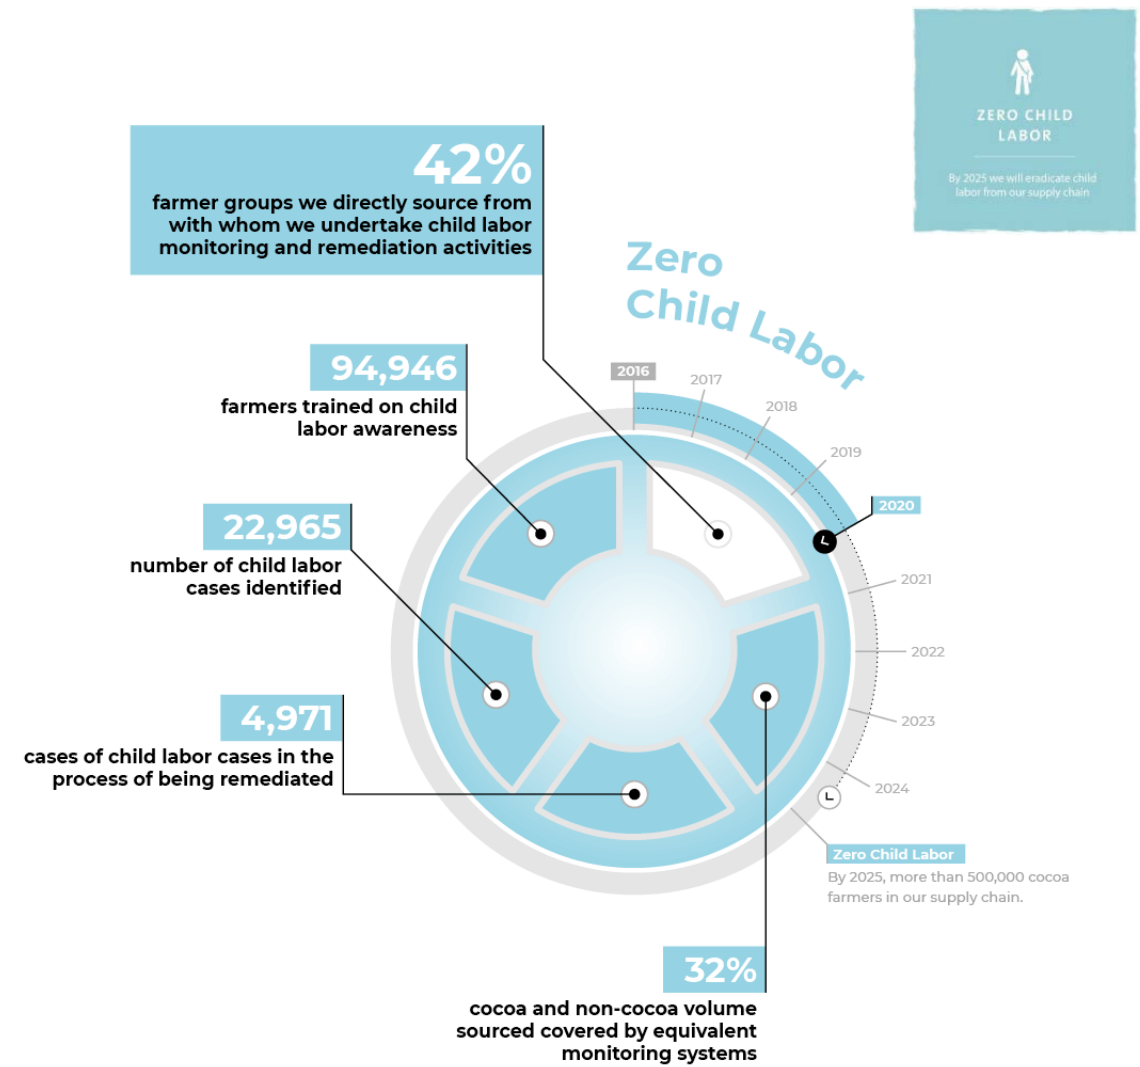 ZERO CHILD
LABOR
By 2025 we will eradicate child
labor from our supply chain
42%
farmer groups we directly source from
with whom we undertake child labor
monitoring and remediation activities
Zero
Child Labor
94,946
farmers trained on child
labor awareness
2016
2017
2018
2019
2020
2021
2022
2023
2024
22,965
number of child labor
cases identified
4,971
cases of child labor cases in the
process of being remediated
Zero Child Labor
By 2025, more than 500,000 cocoa
farmers in our supply chain.
32%
cocoa and non-cocoa volume
sourced covered by equivalent
monitoring systems